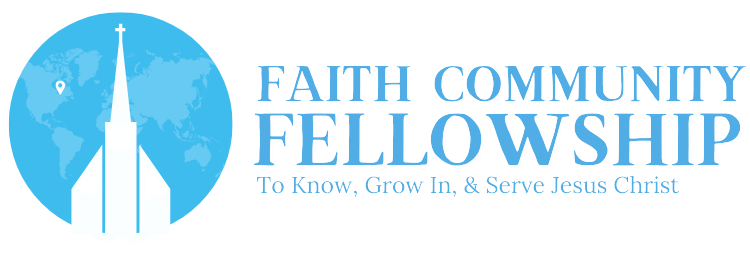 FAITH COMMUNITY
FELLOWSHIP
To Know, Grow In, & Serve Jesus Christ